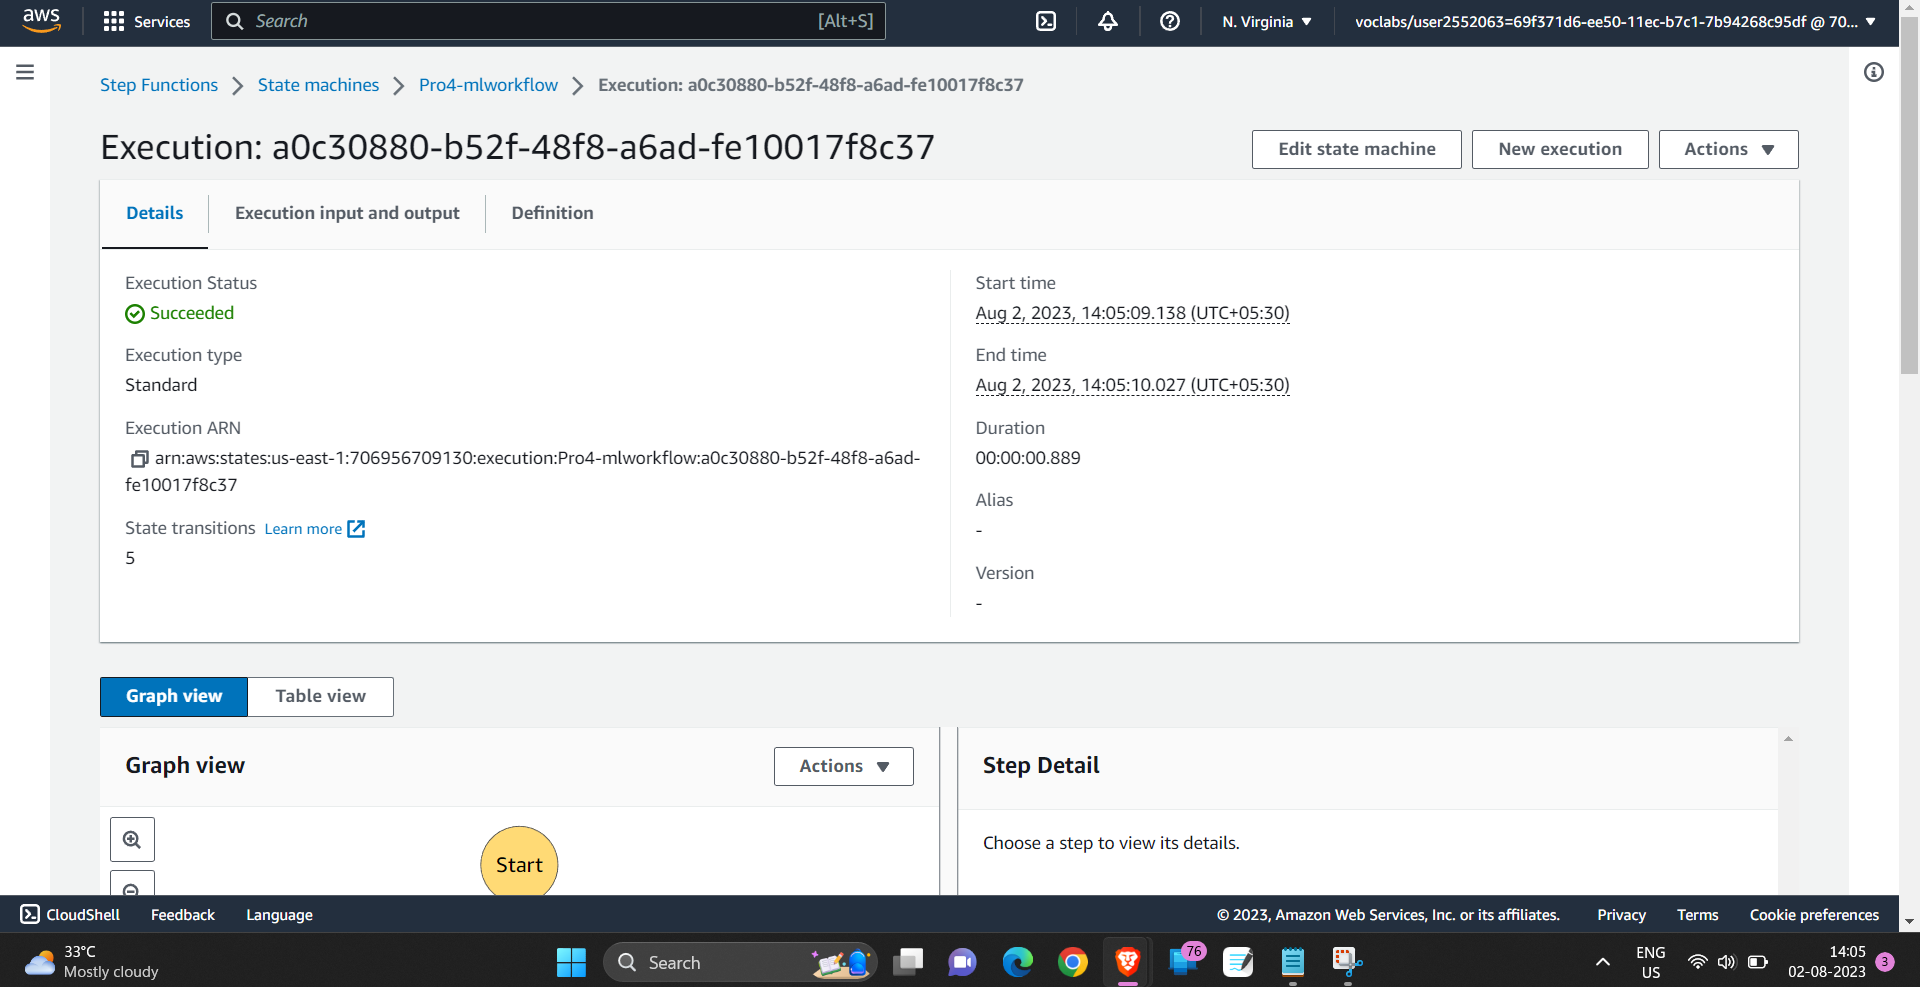 aws Services Search [Alt+S] N. Virginia voclabs/user2552063=69f371d6-ee50-11ec-b7c1-7b94268c95df @ 70...
Step Functions State machines Pro4-mlworkflow Execution: a0c30880-b52f-48f8-a6ad-fe10017f8c37
Execution: a0c30880-b52f-48f8-a6ad-fe10017f8c37
Edit state machine New execution Actions
Details Execution input and output Definition
Execution Status
Succeeded
Execution type
Standard
Execution ARN
arn:aws:states:us-east-1:706956709130:execution:Pro4-mlworkflow:a0c30880-b52f-48f8-a6ad-
fe10017f8c37
State transitions Learn more
5
Start time
Aug 2, 2023, 14:05:09.138 (UTC+05:30)
End time
Aug 2, 2023, 14:05:10.027 (UTC+05:30)
Duration
00:00:00.889
Alias
-
Version
-
Graph view Table view
Graph view Actions
Start
Step Detail
Choose a step to view its details.
CloudShell Feedback Language © 2023, Amazon Web Services, Inc. or its affiliates. Privacy Terms Cookie preferences
33°C
Mostly cloudy
Search
76
ENG
US
14:05
02-08-2023
3